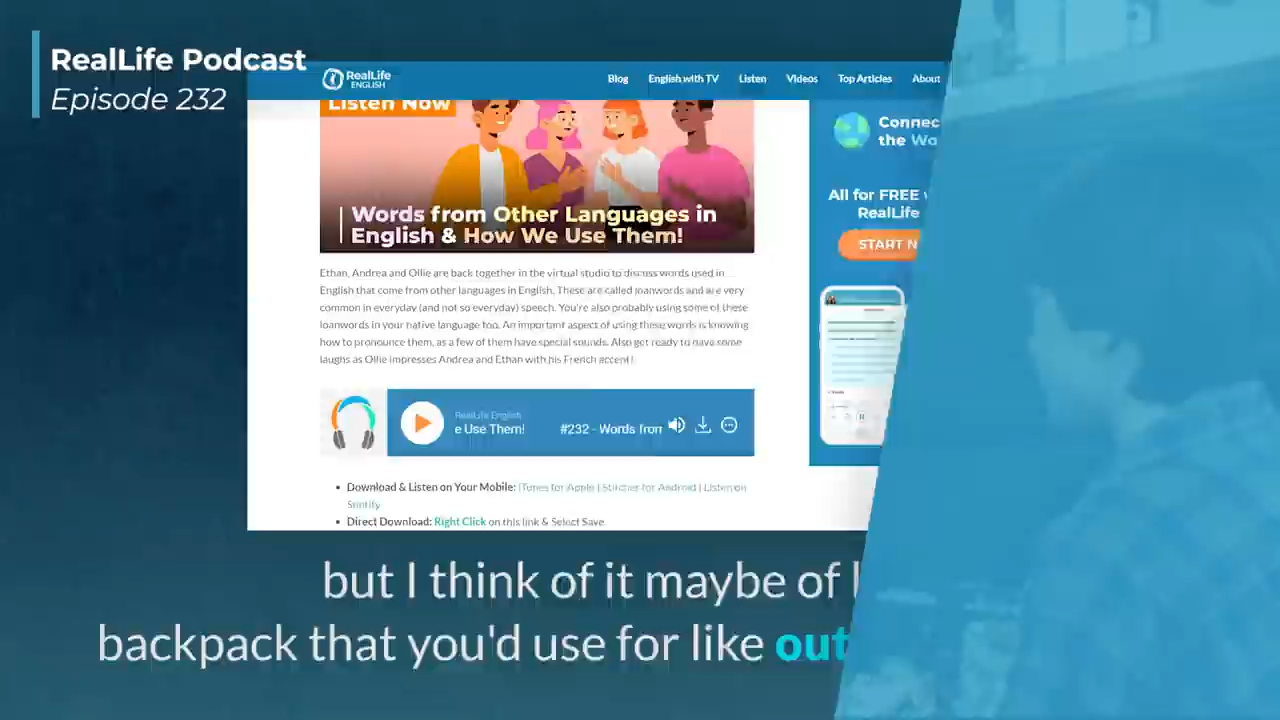 RealLife Podcast
Episode 232
RealLife
ENGLISH
Blog English with TV Listen Videos Top Articles About
Listen Now
Words from Other Languages in
English & How We Use Them!
Ethan, Andrea and Ollie are back together in the virtual studio to discuss words used in
English that come from other languages in English. These are called loanwords and are very
common in everyday (and not so everyday) speech. You're also probably using some of these
loanwords in your native language too. An important aspect of using these words is knowing
how to pronounce them, as a few of them have special sounds. Also get ready to have some
laughs as Ollie impresses Andrea and Ethan with his French accent!
RealLife English
e Use Them! #232 - Words from
Download & Listen on Your Mobile: iTunes for Apple | Stitcher for Android | Listen on
Spotify
Direct Download: Right Click on this link & Select Save
Connec
the Wo
All for FREE
RealLife
START N
but I think of it maybe of
backpack that you'd use for like out